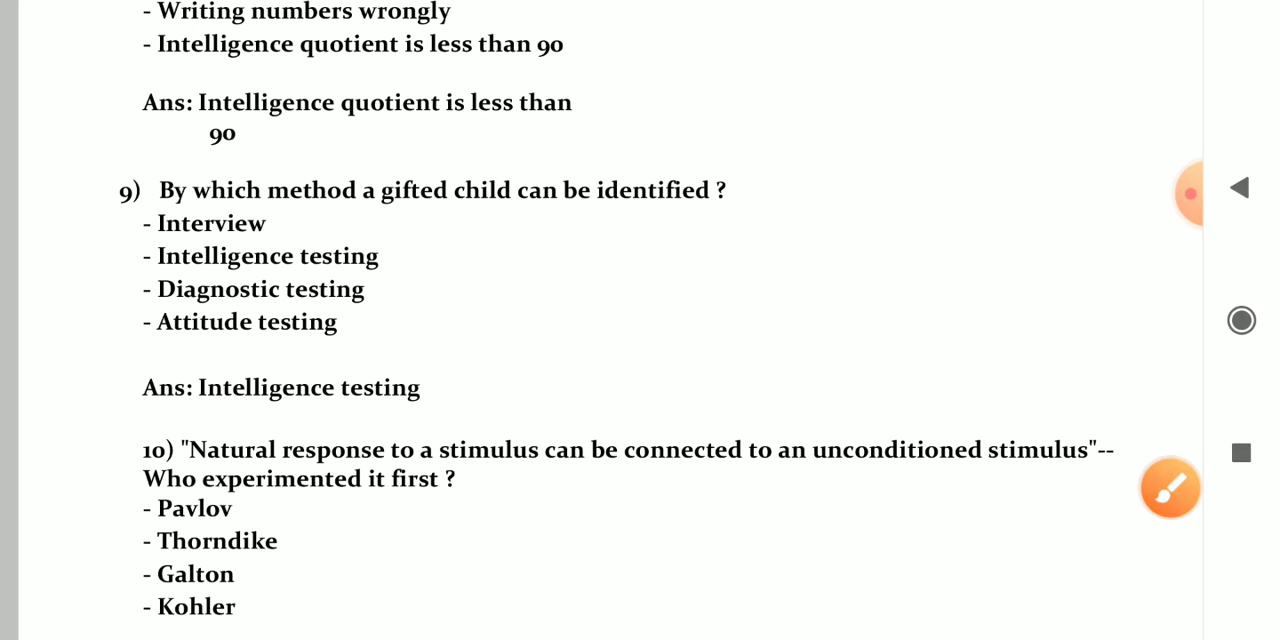 - Writing numbers wrongly
- Intelligence quotient is less than 90
Ans: Intelligence quotient is less than
90
9) By which method a gifted child can be identified ?
- Interview
- Intelligence testing
- Diagnostic testing
- Attitude testing
Ans: Intelligence testing
10) "Natural response to a stimulus can be connected to an unconditioned stimulus"--
Who experimented it first ?
- Pavlov
- Thorndike
- Galton
- Kohler